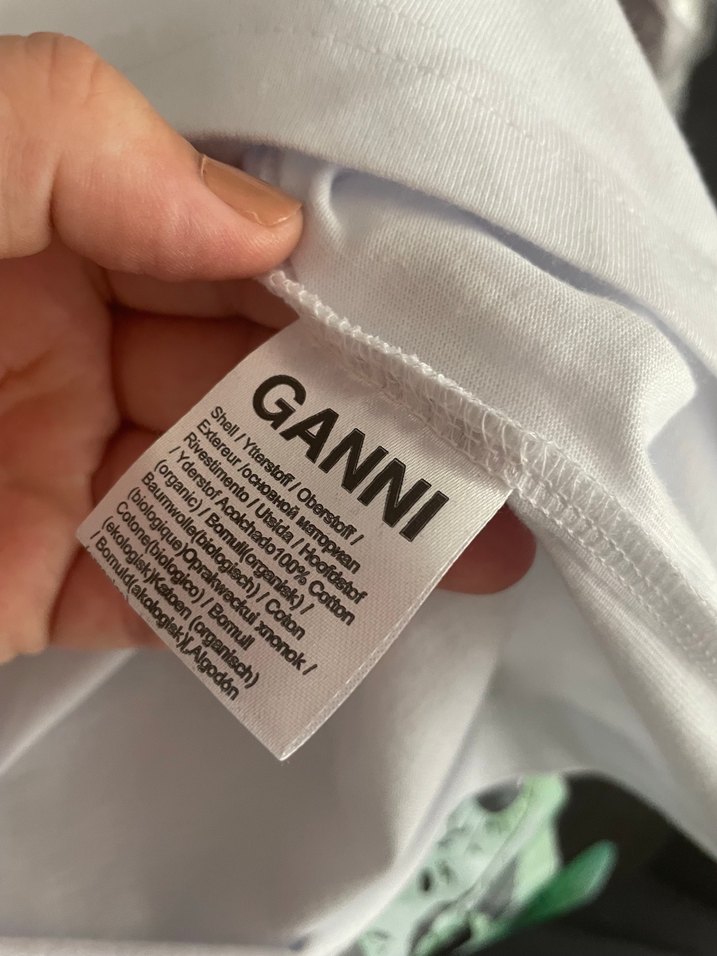 GANNI
Shell / Ytterstoff / Oberstoff /
Extereur /основной материал
Rivestimento / Utsida / Hoofdstof
/ Yderstof Acolchado100% Cotton
(organic) / Bomull(organisk) /
Baumwolle(biologisch) / Coton
(biologique)Органический хлопок /
Cotone(biologico) / Bomull
(ekologisk)Katoen (organisch)
/ Bomuld(økologisk),Algodón